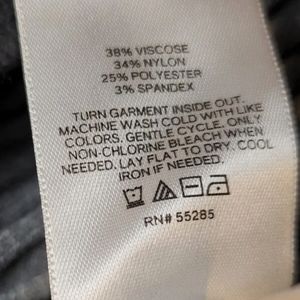 38% VISCOSE
34% NYLON
25% POLYESTER
3% SPANDEX
TURN GARMENT INSIDE OUT.
MACHINE WASH COLD WITH LIKE
COLORS. GENTLE CYCLE. ONLY
NON-CHLORINE BLEACH WHEN
NEEDED. LAY FLAT TO DRY. COOL
IRON IF NEEDED.
RN# 55285